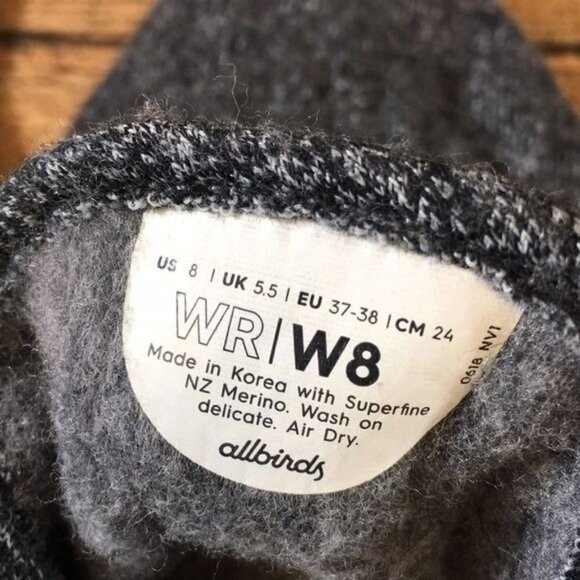 US 8 | UK 5.5 | EU 37-38 | CM 24
WR|W8
Made in Korea with Superfine
NZ Merino. Wash on
delicate. Air Dry.
allbirds
0618 NV1